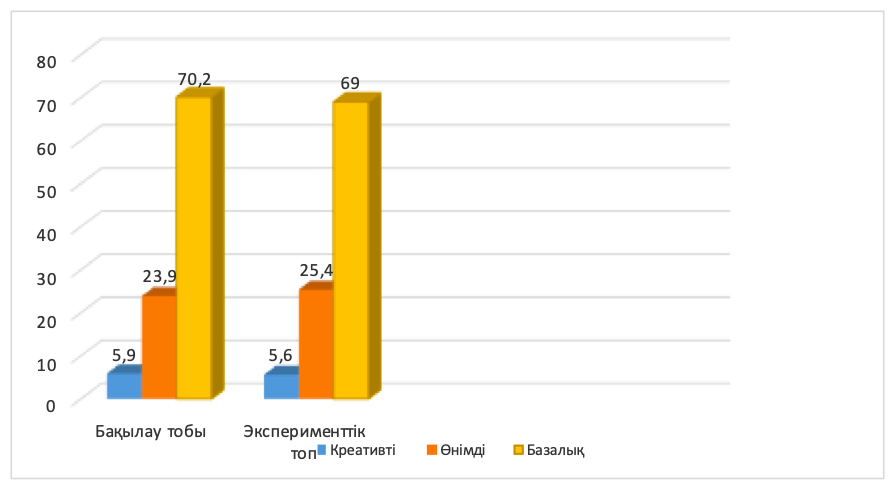 80
70
60
50
40
30
20
10
0
70,2
69
23,9
25,4
5,9
5,6
Бақылау тобы
Эксперименттік
топ
Креативті
Өнімді
Базалық